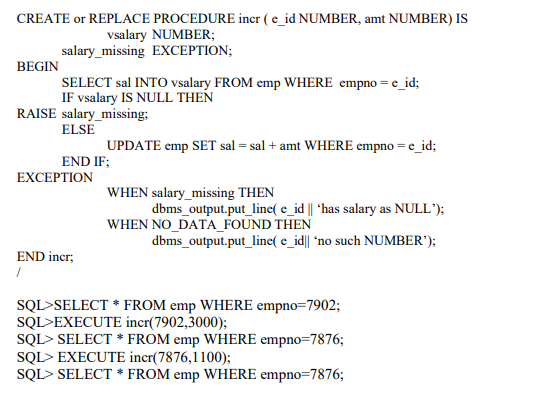 CREATE or REPLACE PROCEDURE incr ( e_id NUMBER, amt NUMBER) IS
vsalary NUMBER;
salary_missing EXCEPTION;
BEGIN
SELECT sal INTO vsalary FROM emp WHERE empno = e_id;
IF vsalary IS NULL THEN
RAISE salary_missing;
ELSE
UPDATE emp SET sal = sal + amt WHERE empno = e_id;
END IF;
EXCEPTION
WHEN salary_missing THEN
dbms_output.put_line( e_id || ‘has salary as NULL’);
WHEN NO_DATA_FOUND THEN
dbms_output.put_line( e_id|| ‘no such NUMBER’);
END incr;
/
SQL>SELECT * FROM emp WHERE empno=7902;
SQL>EXECUTE incr(7902,3000);
SQL> SELECT * FROM emp WHERE empno=7876;
SQL> EXECUTE incr(7876,1100);
SQL> SELECT * FROM emp WHERE empno=7876;